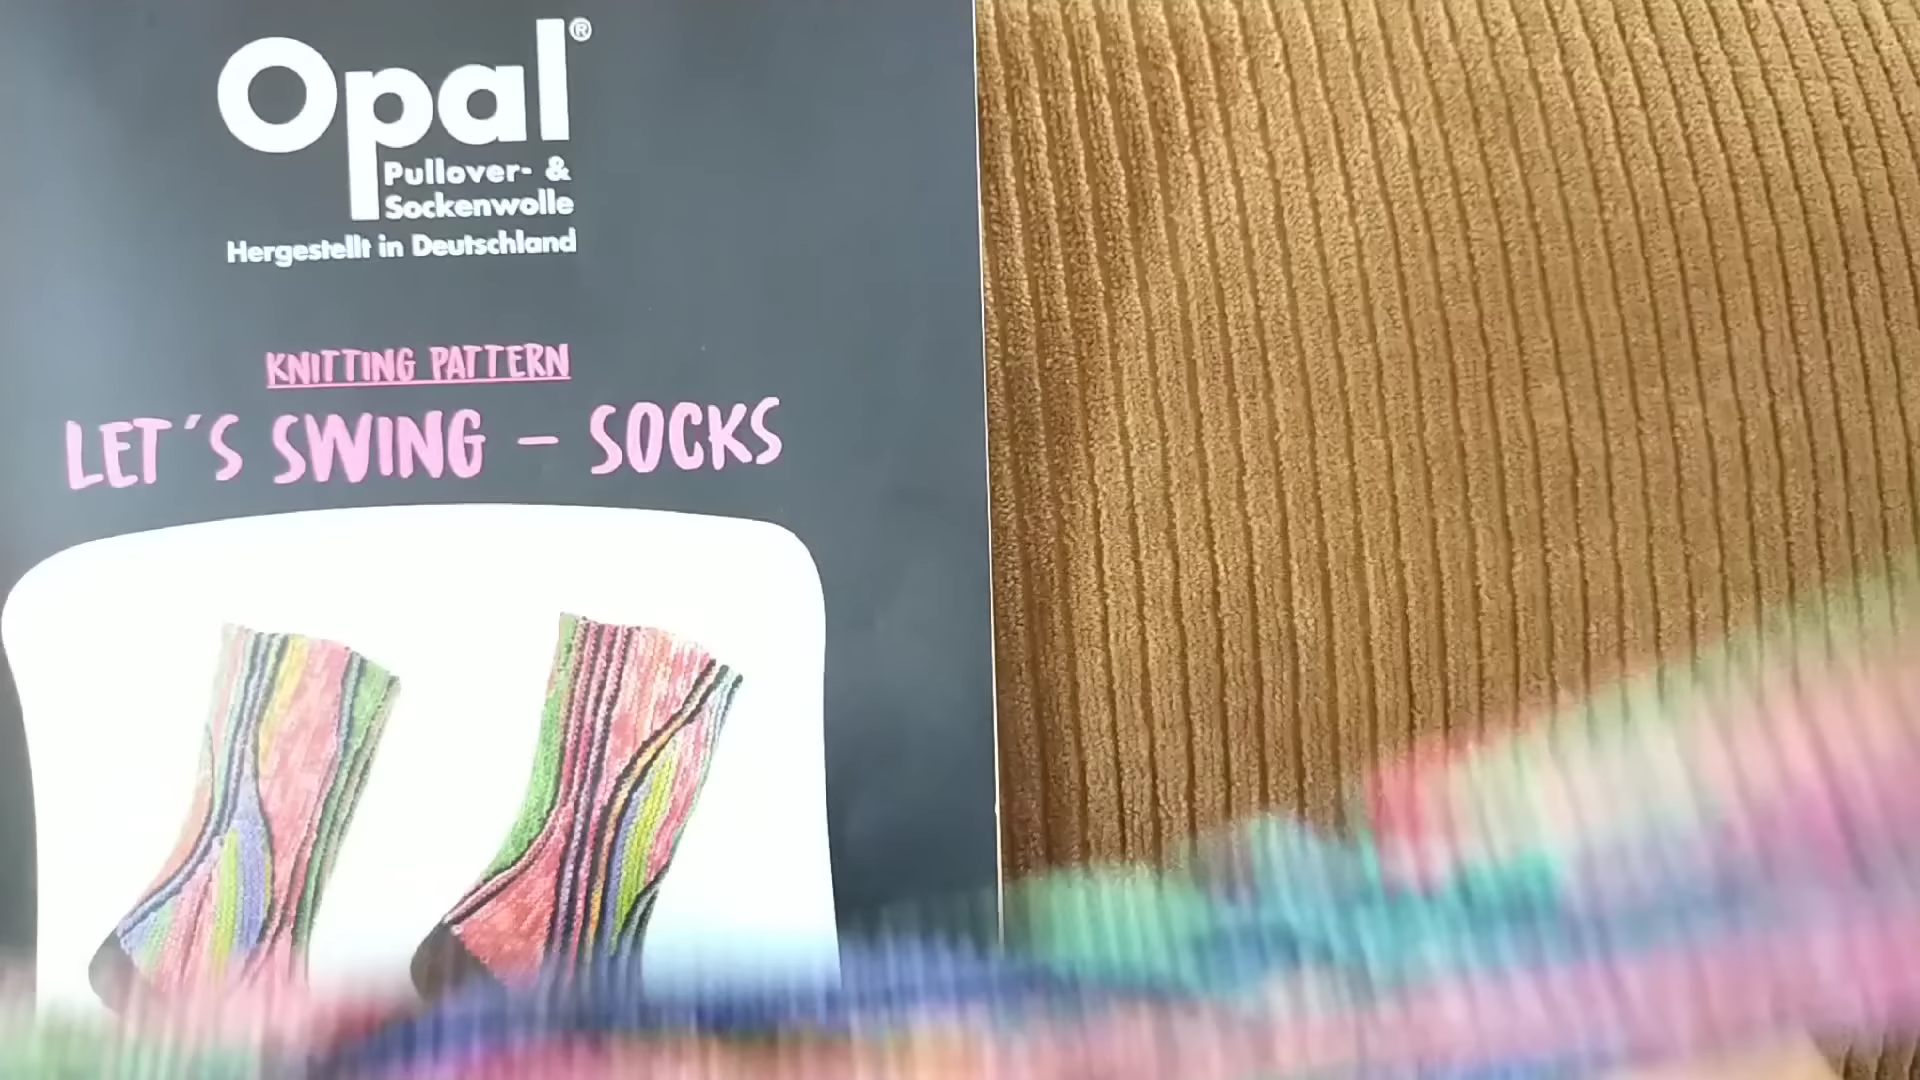 Opal®
Pullover- &
Sockenwolle
Hergestellt in Deutschland
KNITTING PATTERN
LET´S SWING – SOCKS